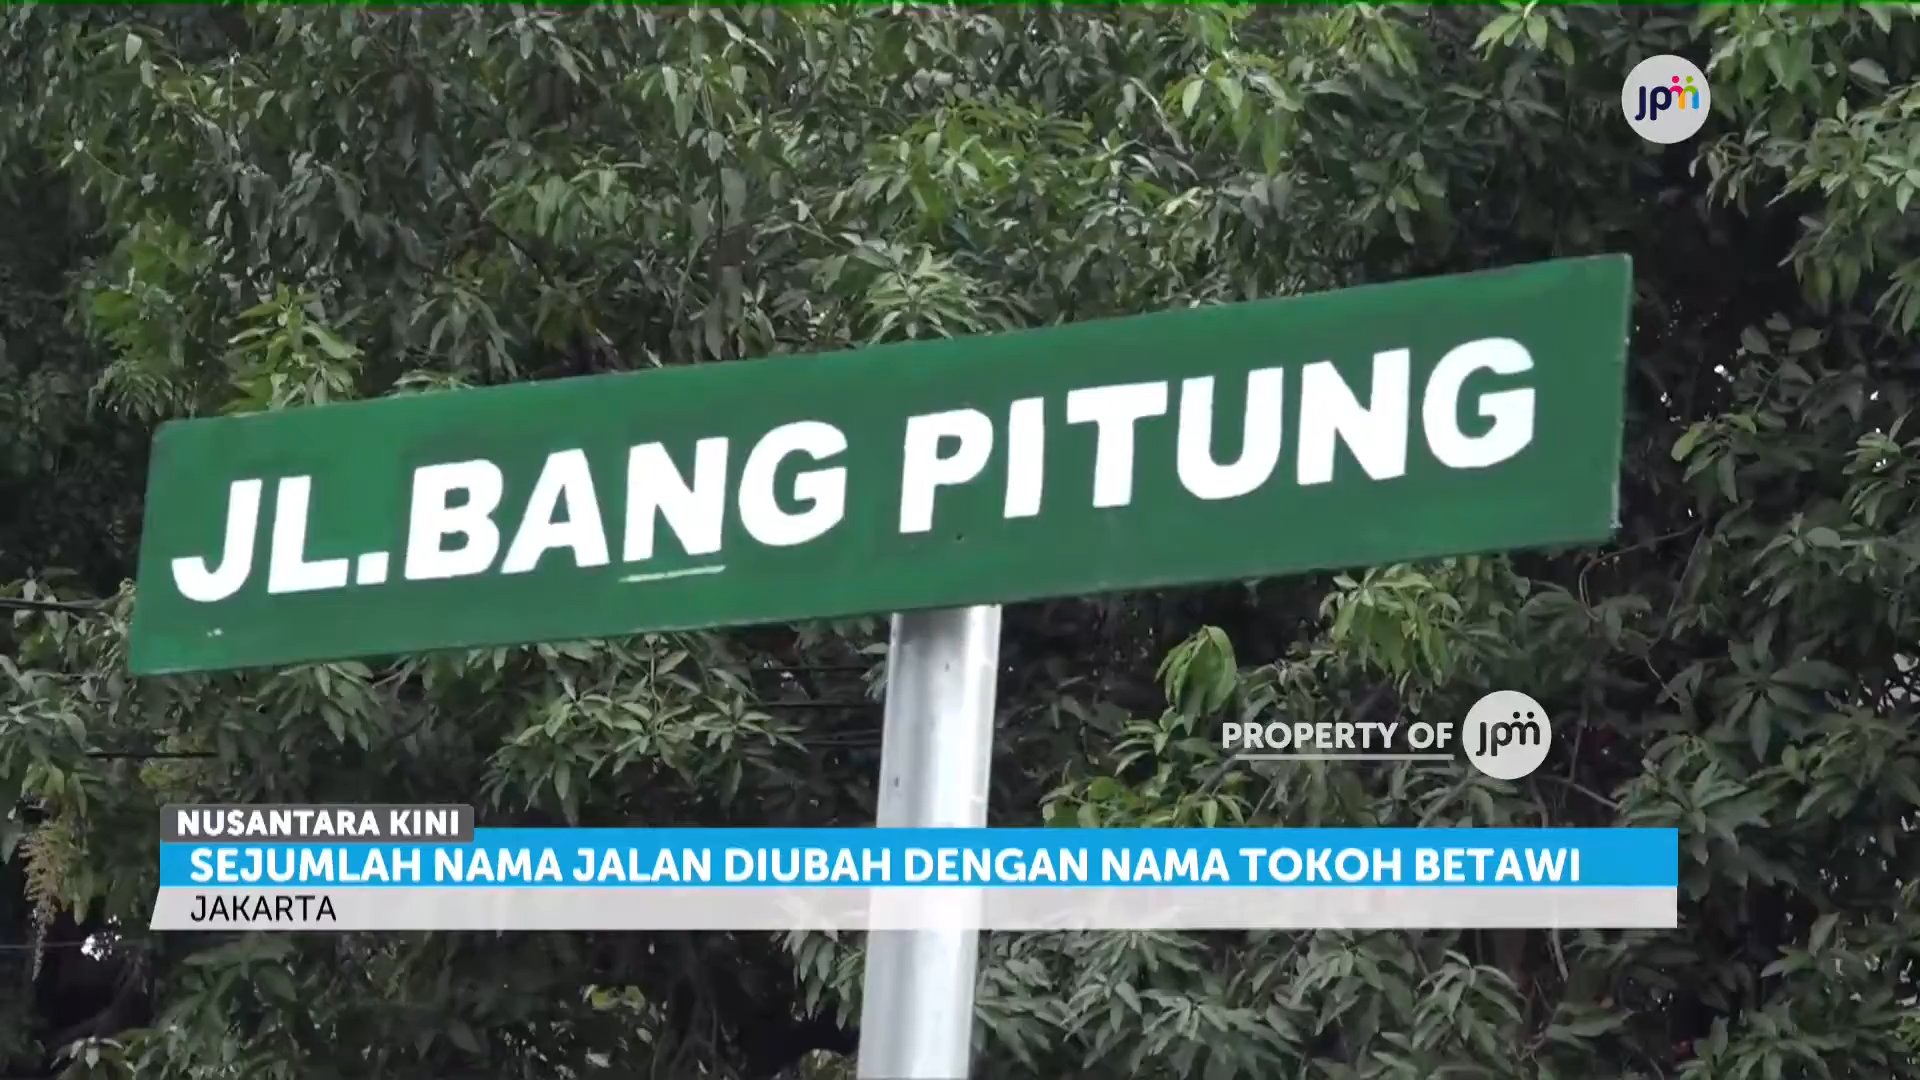 jpm
JL.BANG PITUNG
PROPERTY OF jpm
NUSANTARA KINI
SEJUMLAH NAMA JALAN DIUBAH DENGAN NAMA TOKOH BETAWI
JAKARTA